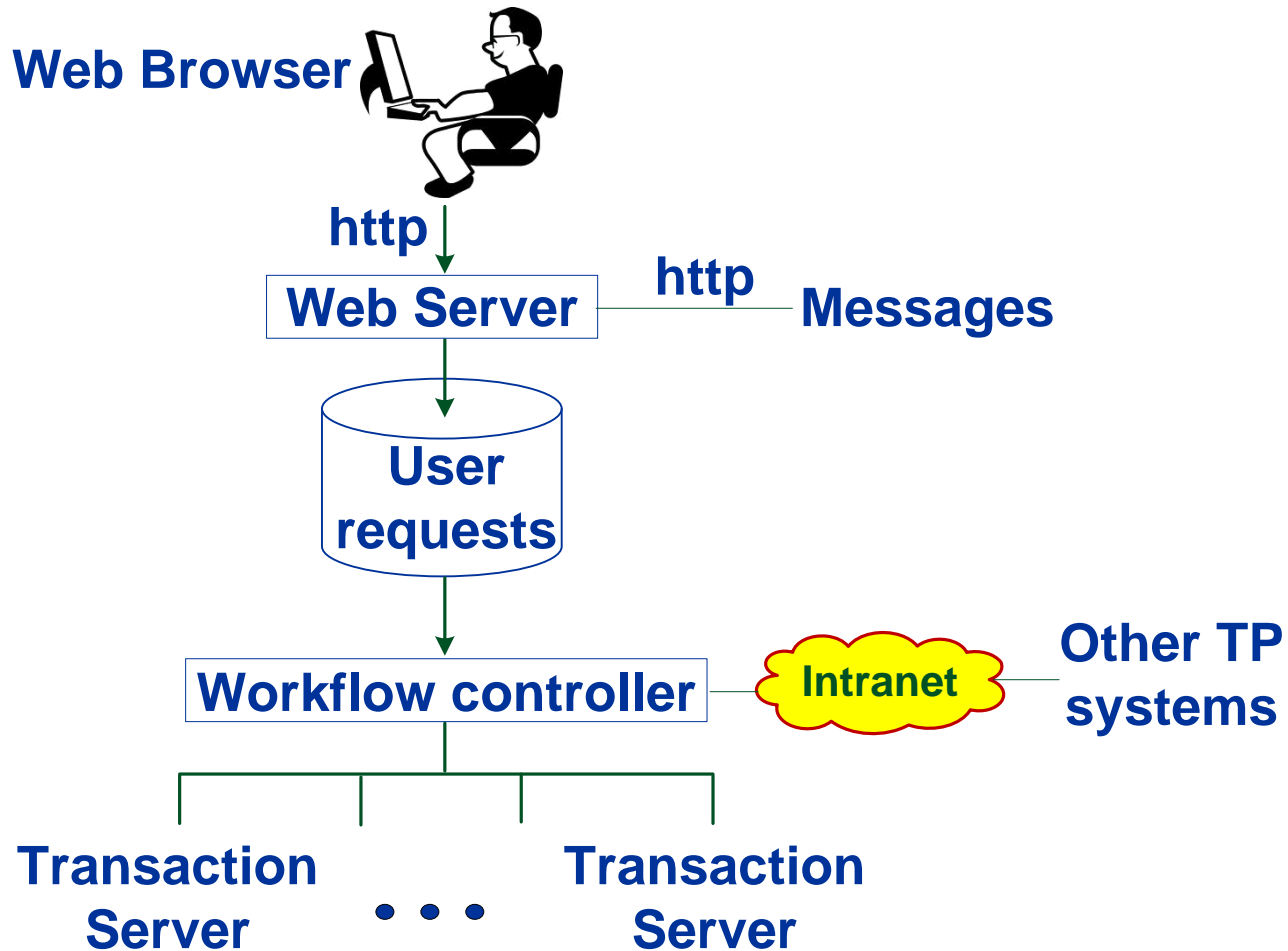 Web Browser
http
http
Web Server
Messages
User
requests
Other TP
systems
Intranet
Workflow controller
Transaction
Server
Transaction
Server